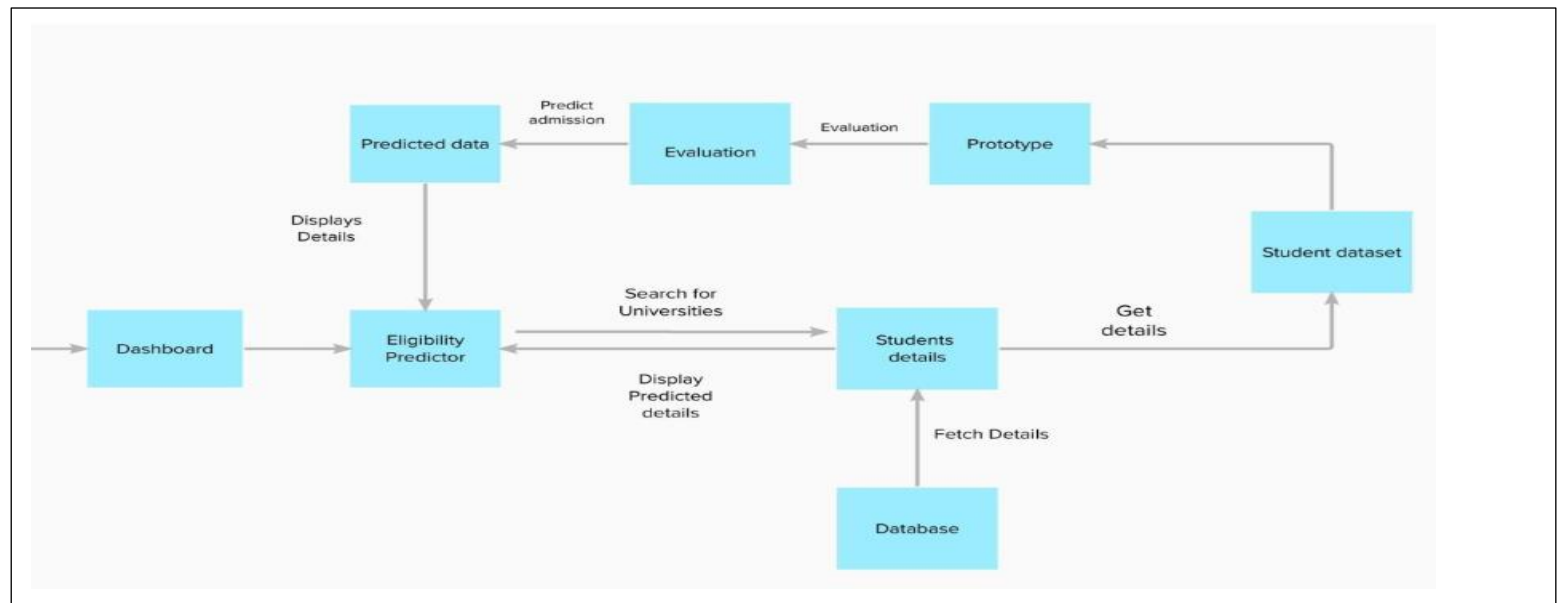 Predict
admission
Predicted data
Evaluation
Evaluation
Prototype
Displays
Details
Student dataset
Search for
Universities
Get
details
Dashboard
Eligibility
Predictor
Students
details
Display
Predicted
details
Fetch Details
Database